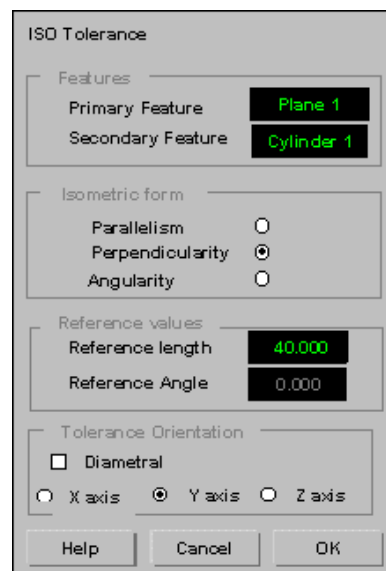 ISO Tolerance
Features
Primary Feature Plane 1
Secondary Feature Cylinder 1
Isometric form
Parallelism
Perpendicularity
Angularity
Reference values
Reference length 40.000
Reference Angle 0.000
Tolerance Orientation
Diametral
X axis Y axis Z axis
Help Cancel OK